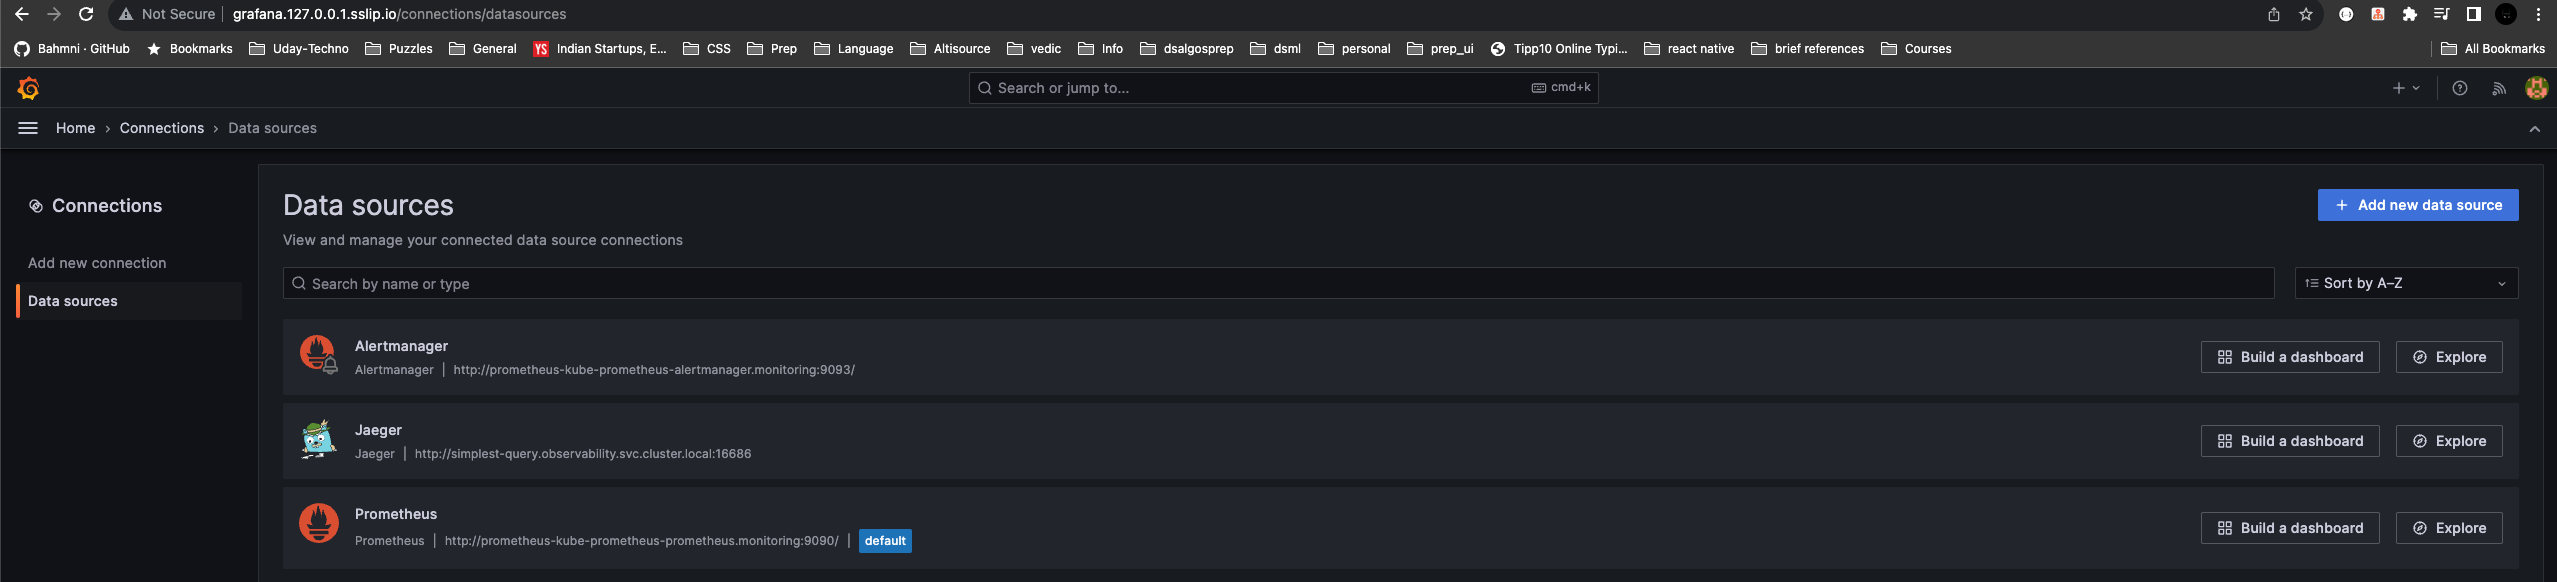 Not Secure grafana.127.0.0.1.sslip.io/connections/datasources
Bahmni · GitHub Bookmarks Uday-Techno Puzzles General YS Indian Startups, E... CSS Prep Language Altisource vedic Info dsalgosprep dsml personal prep_ui Tipp10 Online Typi... react native brief references Courses All Bookmarks
Search or jump to... cmd+k
Home › Connections › Data sources
Connections
Add new connection
Data sources
Data sources
Add new data source
View and manage your connected data source connections
Search by name or type
Sort by A–Z
Alertmanager
Alertmanager | http://prometheus-kube-prometheus-alertmanager.monitoring:9093/
Build a dashboard Explore
Jaeger
Jaeger | http://simplest-query.observability.svc.cluster.local:16686
Build a dashboard Explore
Prometheus
Prometheus | http://prometheus-kube-prometheus-prometheus.monitoring:9090/ | default
Build a dashboard Explore